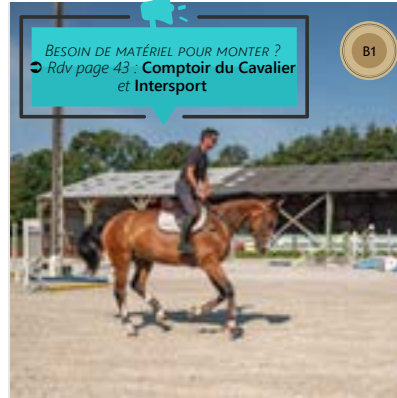 BESOIN DE MATÉRIEL POUR MONTER ?
➲ Rdv page 43 : Comptoir du Cavalier
et Intersport
B1